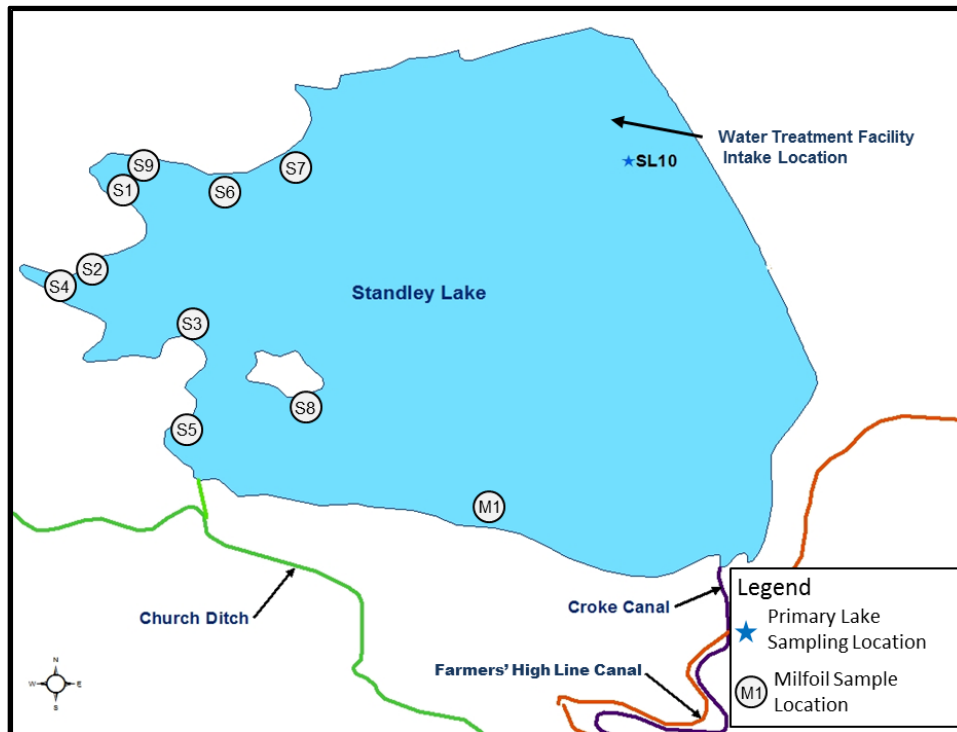 Water Treatment Facility
Intake Location
SL10
S9
S7
S1
S6
S2
S4
Standley Lake
S3
S8
S5
M1
Church Ditch
Croke Canal
Farmers' High Line Canal
N
W
E
S
Legend
Primary Lake
Sampling Location
M1
Milfoil Sample
Location